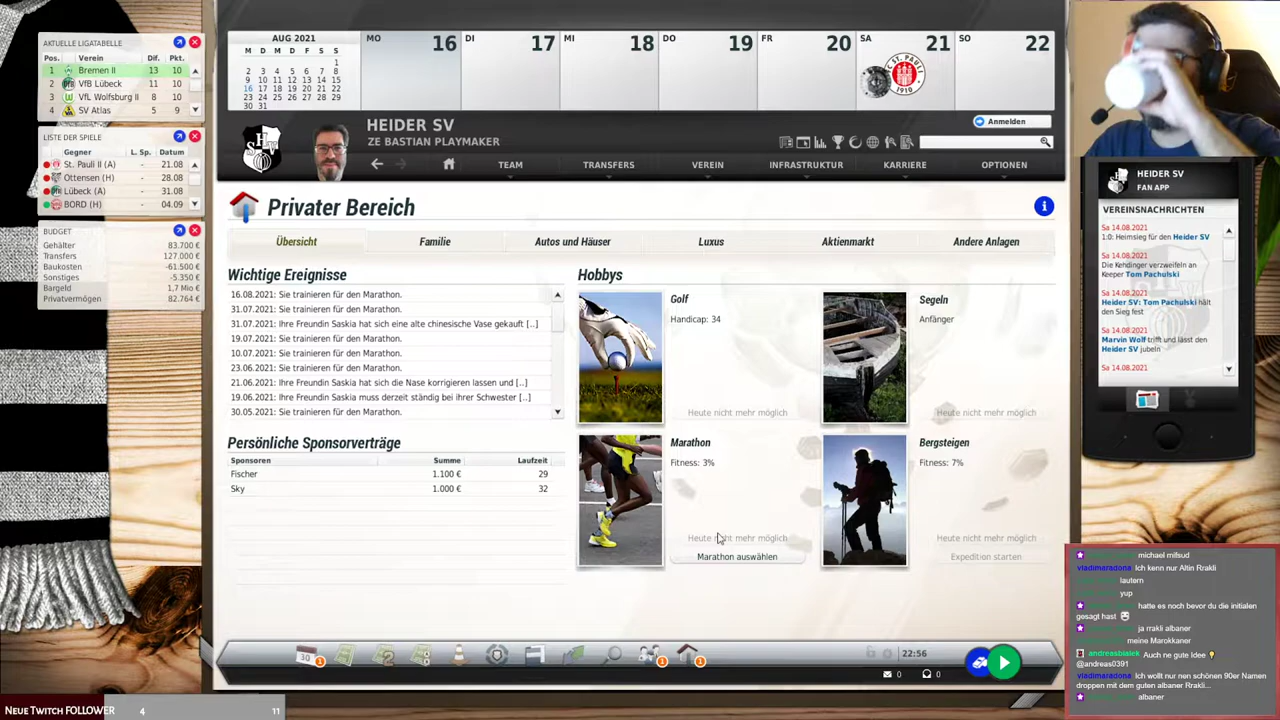 AKTUELLE LIGATABELLE
Pos. Verein Dif. Pkt.
1 Bremen II 13 10
2 VfB Lübeck 11 10
3 VfL Wolfsburg II 8 10
4 SV Atlas 5 9
LISTE DER SPIELE
Gegner L. Sp. Datum
St. Pauli II (A) - 21.08
Ottensen (H) - 28.08
Lübeck (A) - 31.08
BORD (H) - 04.09
BUDGET
Gehälter 83.700 €
Transfers 127.000 €
Baukosten -61.500 €
Sonstiges -5.350 €
Bargeld 1,7 Mio €
Privatvermögen 82.764 €
AUG 2021
M D M D F S S
1
2 3 4 5 6 7 8
9 10 11 12 13 14 15
16 17 18 19 20 21 22
23 24 25 26 27 28 29
30 31
MO 16 DI 17 MI 18 DO 19 FR 20 SA 21 SO 22
HSV
HEIDER SV
ZE BASTIAN PLAYMAKER
Anmelden
TEAM TRANSFERS VEREIN INFRASTRUKTUR KARRIERE OPTIONEN
Privater Bereich
i
Übersicht Familie Autos und Häuser Luxus Aktienmarkt Andere Anlagen
Wichtige Ereignisse
16.08.2021: Sie trainieren für den Marathon.
31.07.2021: Sie trainieren für den Marathon.
31.07.2021: Ihre Freundin Saskia hat sich eine alte chinesische Vase gekauft [..]
19.07.2021: Sie trainieren für den Marathon.
10.07.2021: Sie trainieren für den Marathon.
23.06.2021: Sie trainieren für den Marathon.
21.06.2021: Ihre Freundin Saskia hat sich die Nase korrigieren lassen und [..]
19.06.2021: Ihre Freundin Saskia muss derzeit ständig bei ihrer Schwester [..]
30.05.2021: Sie trainieren für den Marathon.
Persönliche Sponsorverträge
Sponsoren Summe Laufzeit
Fischer 1.100 € 29
Sky 1.000 € 32
Hobbys
Golf
Handicap: 34
Heute nicht mehr möglich
Segeln
Anfänger
Heute nicht mehr möglich
Marathon
Fitness: 3%
Heute nicht mehr möglich
Marathon auswählen
Bergsteigen
Fitness: 7%
Heute nicht mehr möglich
Expedition starten
30 1
1
1
22:56
0 0
HEIDER SV
FAN APP
VEREINSNACHRICHTEN
Sa 14.08.2021
1:0: Heimsieg für den Heider SV
Sa 14.08.2021
Die Kehdinger verzweifeln an
Keeper Tom Pachulski
Sa 14.08.2021
Heider SV: Tom Pachulski hält
den Sieg fest
Sa 14.08.2021
Marvin Wolf trifft und lässt den
Heider SV jubeln
Sa 14.08.2021
michael mifsud
vladimaradona Ich kenn nur Altin Rrakli
lautern
yup
hatte es noch bevor du die initialen
gesagt hast
ja rrakli albaner
meine Marokkaner
andreasbialek Auch ne gute Idee
@andreas0391
vladimaradona Ich wollt nur nen schönen 90er Namen
droppen mit dem guten albaner Rrakli...
albaner
NEUE TWITCH FOLLOWER 4 11